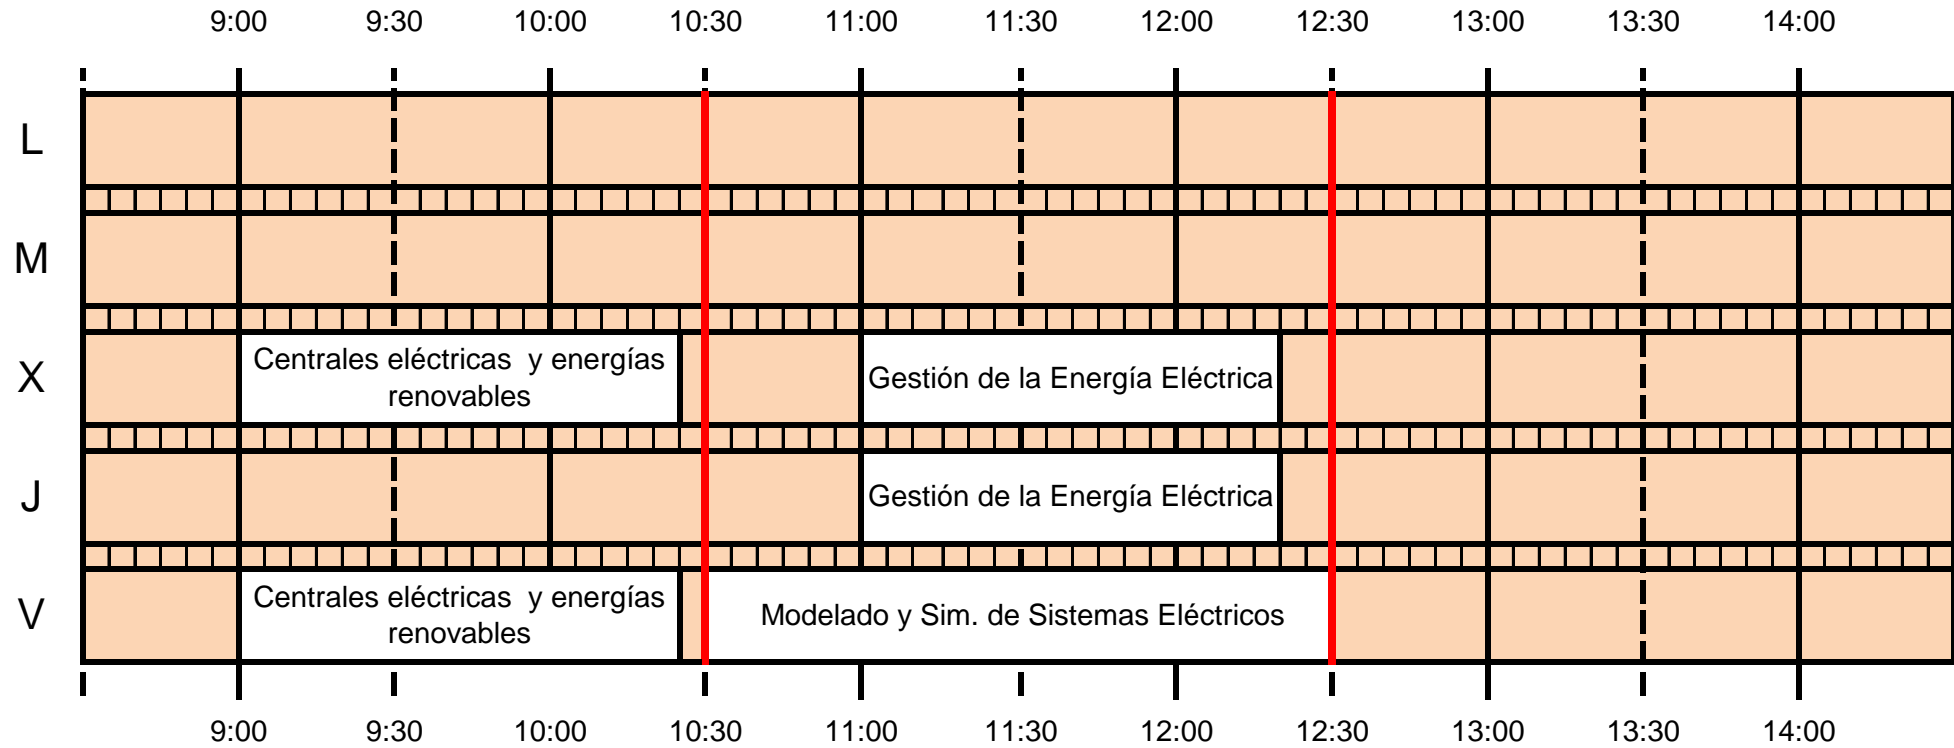 9:00 9:30 10:00 10:30 11:00 11:30 12:00 12:30 13:00 13:30 14:00
L
M
X
Centrales eléctricas  y energías
renovables
Gestión de la Energía Eléctrica
J
Gestión de la Energía Eléctrica
V
Centrales eléctricas  y energías
renovables
Modelado y Sim. de Sistemas Eléctricos
9:00 9:30 10:00 10:30 11:00 11:30 12:00 12:30 13:00 13:30 14:00